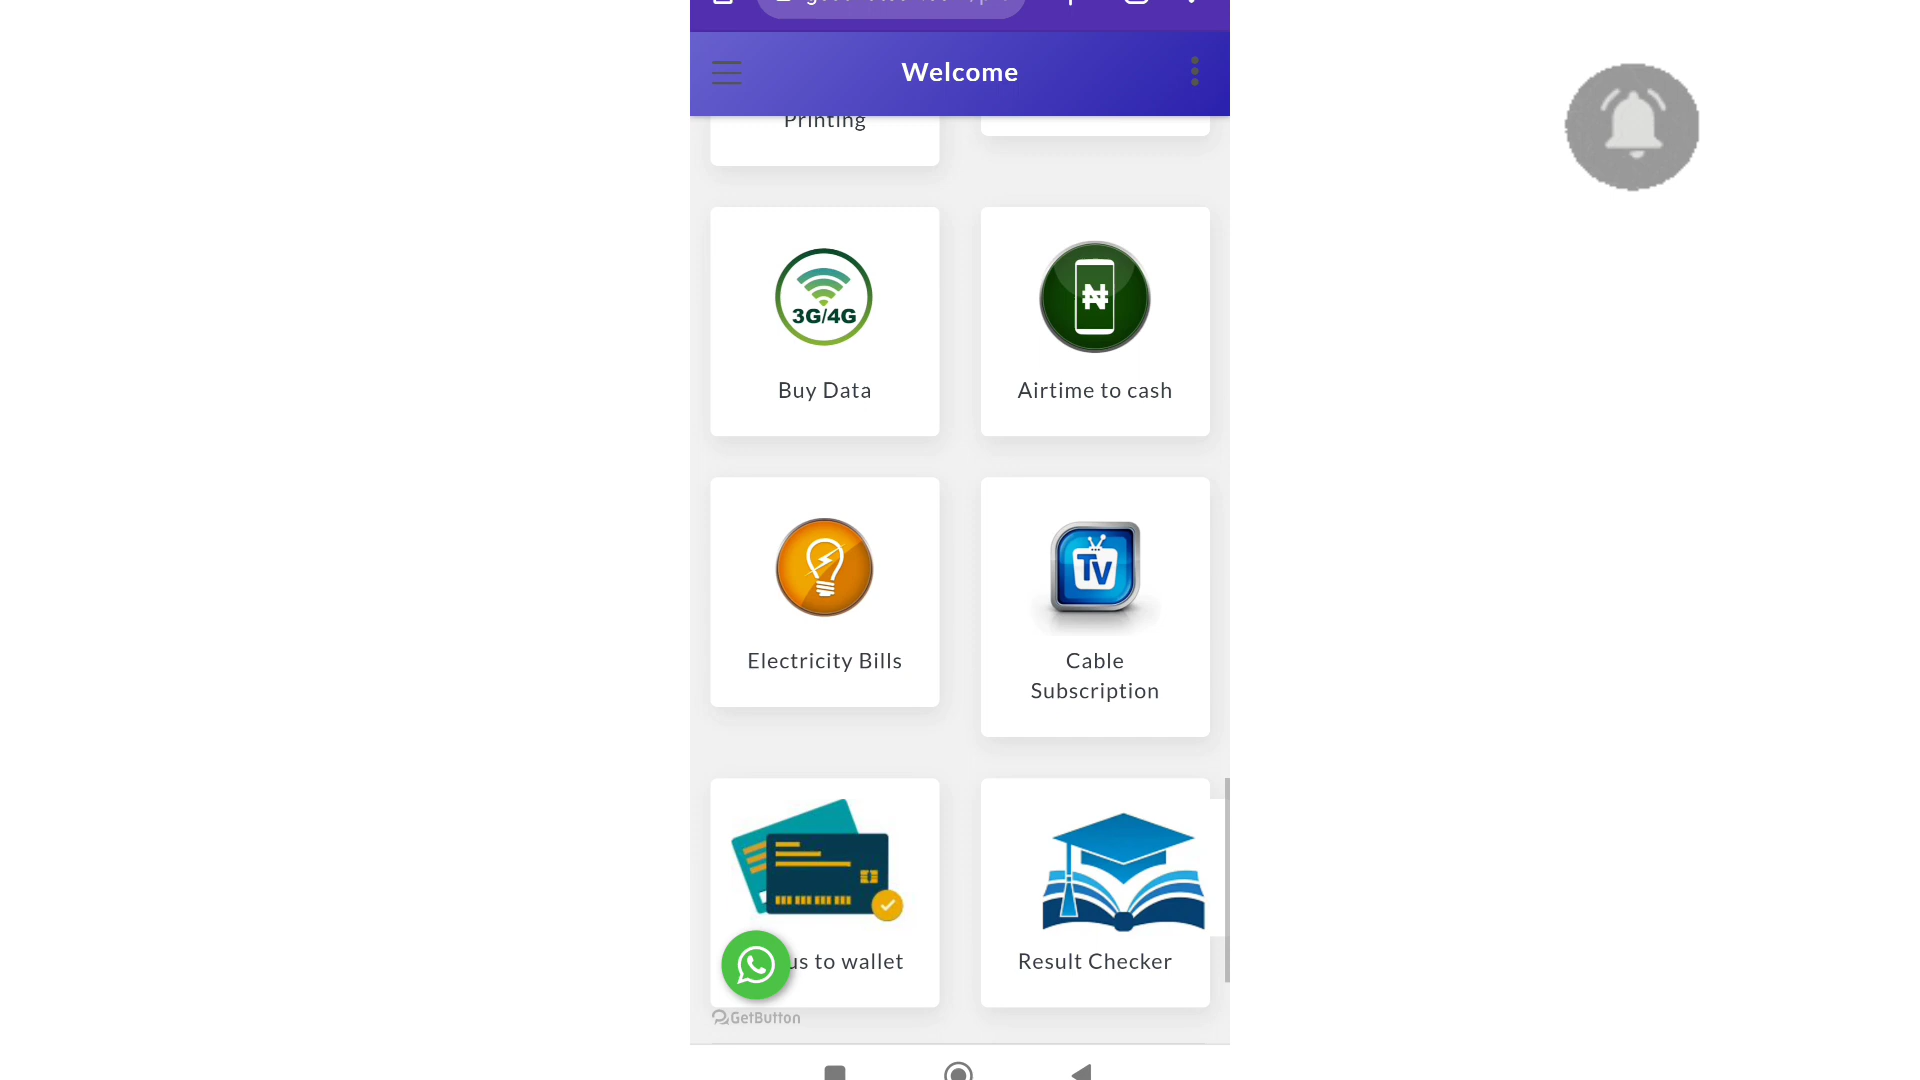 Welcome
Printing
3G/4G
Buy Data
₦
Airtime to cash
Electricity Bills
TV
Cable
Subscription
us to wallet
Result Checker
GetButton